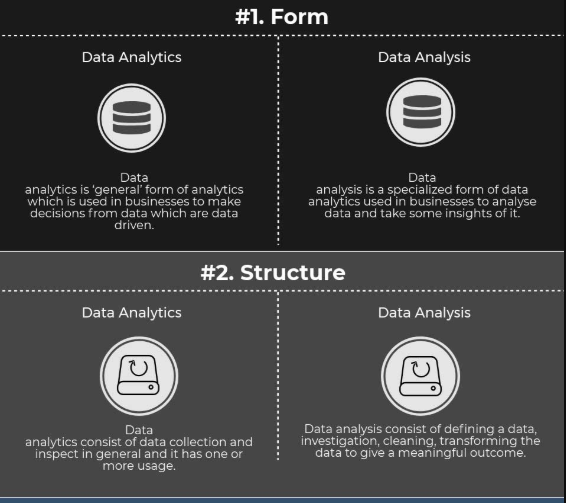 #1. Form
Data Analytics
Data
analytics is 'general' form of analytics
which is used in businesses to make
decisions from data which are data
driven.
Data Analysis
Data
analysis is a specialized form of data
analytics used in businesses to analyse
data and take some insights of it.
#2. Structure
Data Analytics
Data
analytics consist of data collection and
inspect in general and it has one or
more usage.
Data Analysis
Data analysis consist of defining a data,
investigation, cleaning, transforming the
data to give a meaningful outcome.